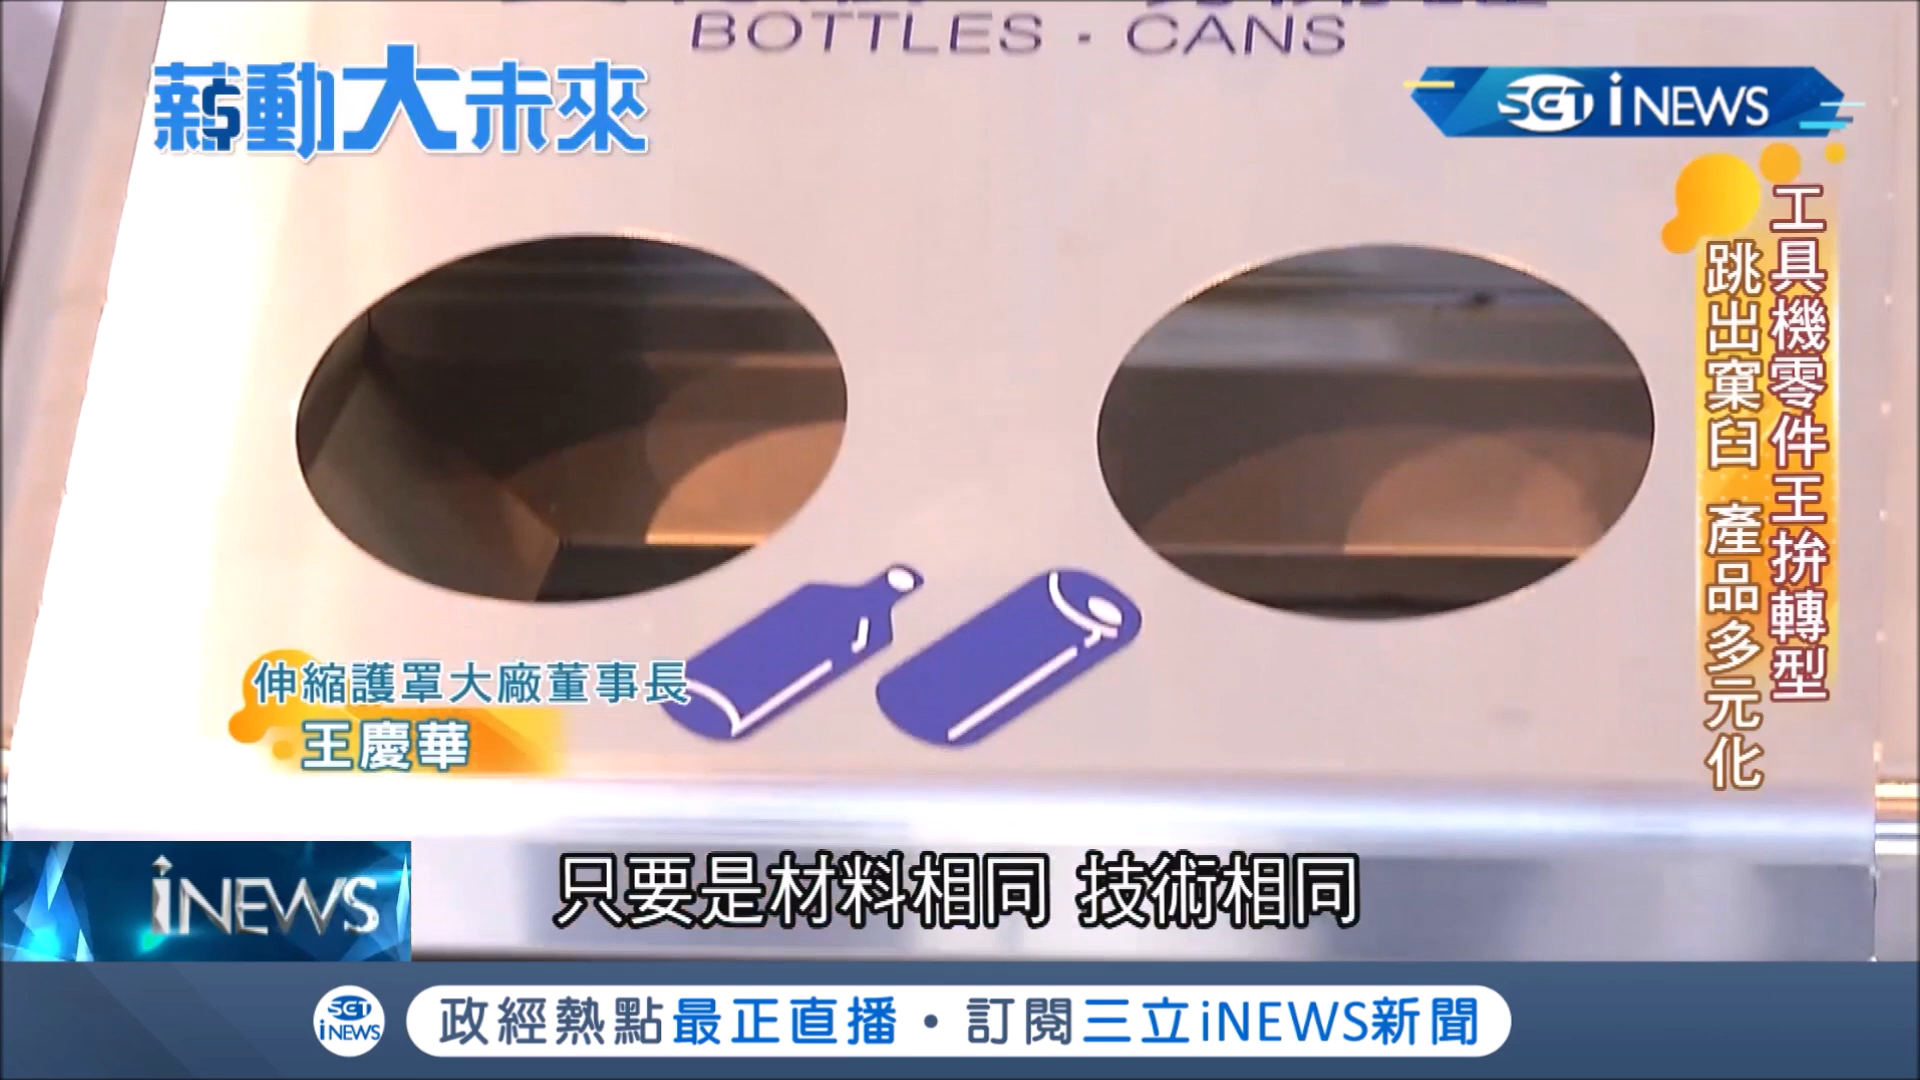 BOTTLES · CANS
薪動大未來
SET iNEWS
工具機零件王拚轉型
跳出窠臼 產品多元化
伸縮護罩大廠董事長
王慶華
iNEWS
只要是材料相同 技術相同
SET
iNEWS
政經熱點最正直播・訂閱三立iNEWS新聞